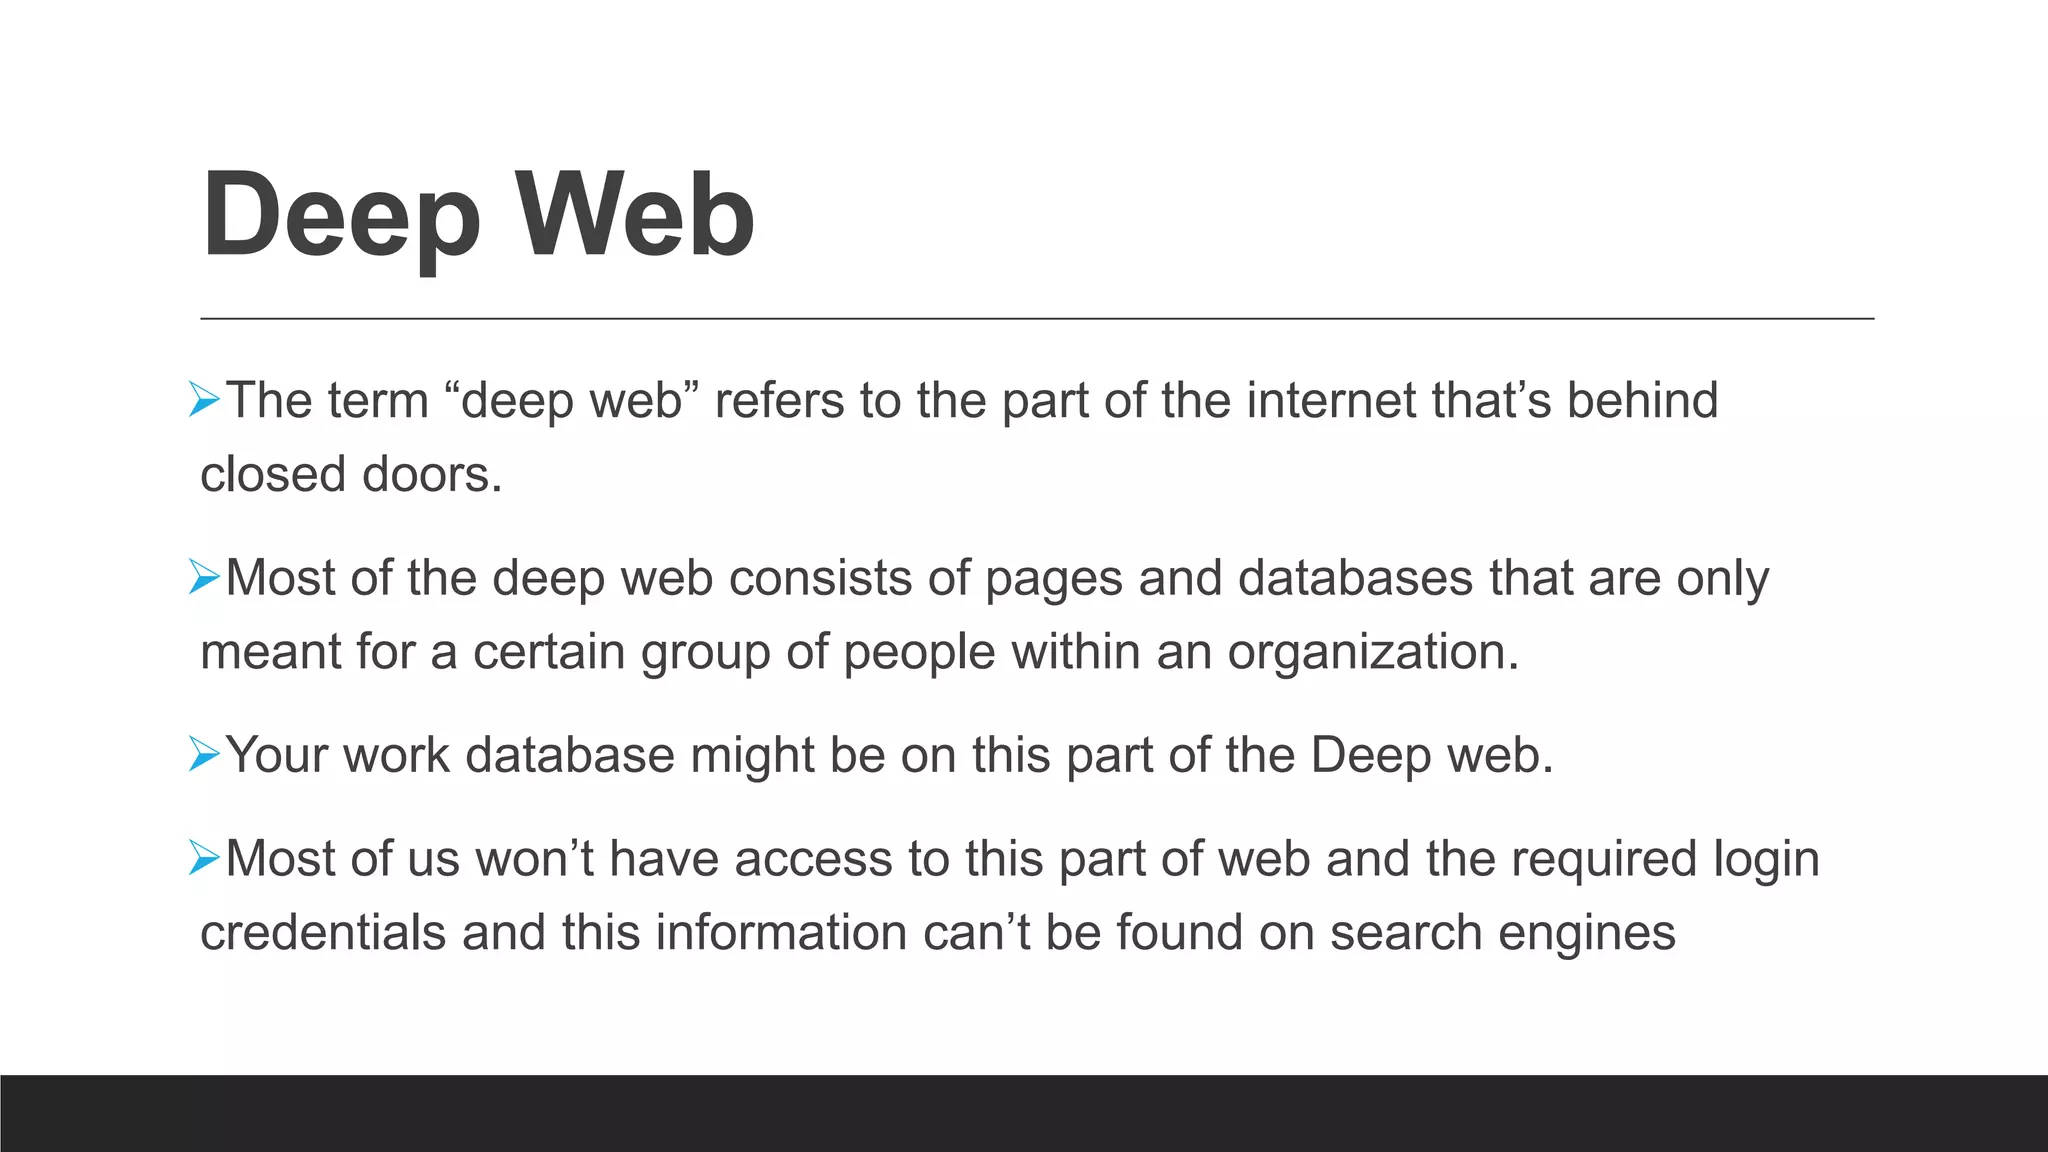 Deep Web
➢The term “deep web” refers to the part of the internet that’s behind
closed doors.
➢Most of the deep web consists of pages and databases that are only
meant for a certain group of people within an organization.
➢Your work database might be on this part of the Deep web.
➢Most of us won’t have access to this part of web and the required login
credentials and this information can’t be found on search engines